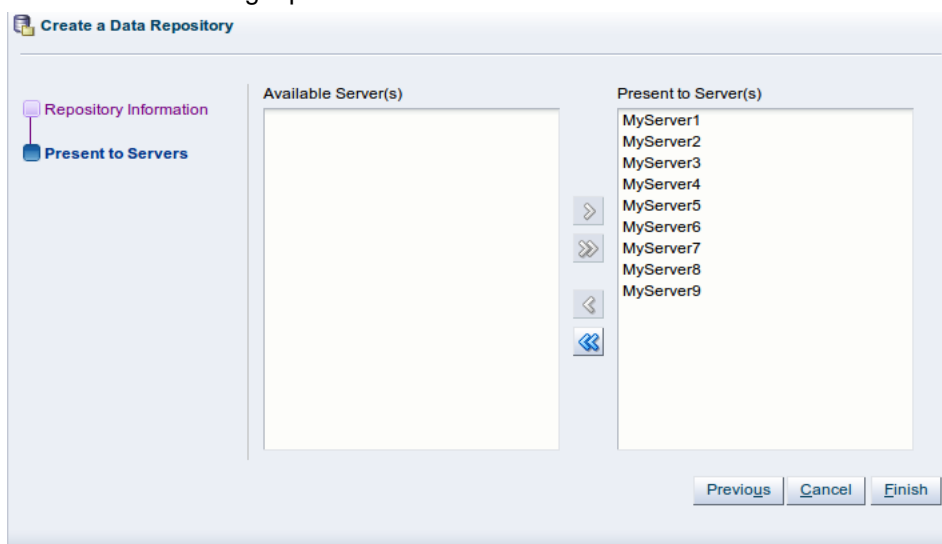 Create a Data Repository
Repository Information
Present to Servers
Available Server(s)
Present to Server(s)
MyServer1
MyServer2
MyServer3
MyServer4
MyServer5
MyServer6
MyServer7
MyServer8
MyServer9
Previous Cancel Finish